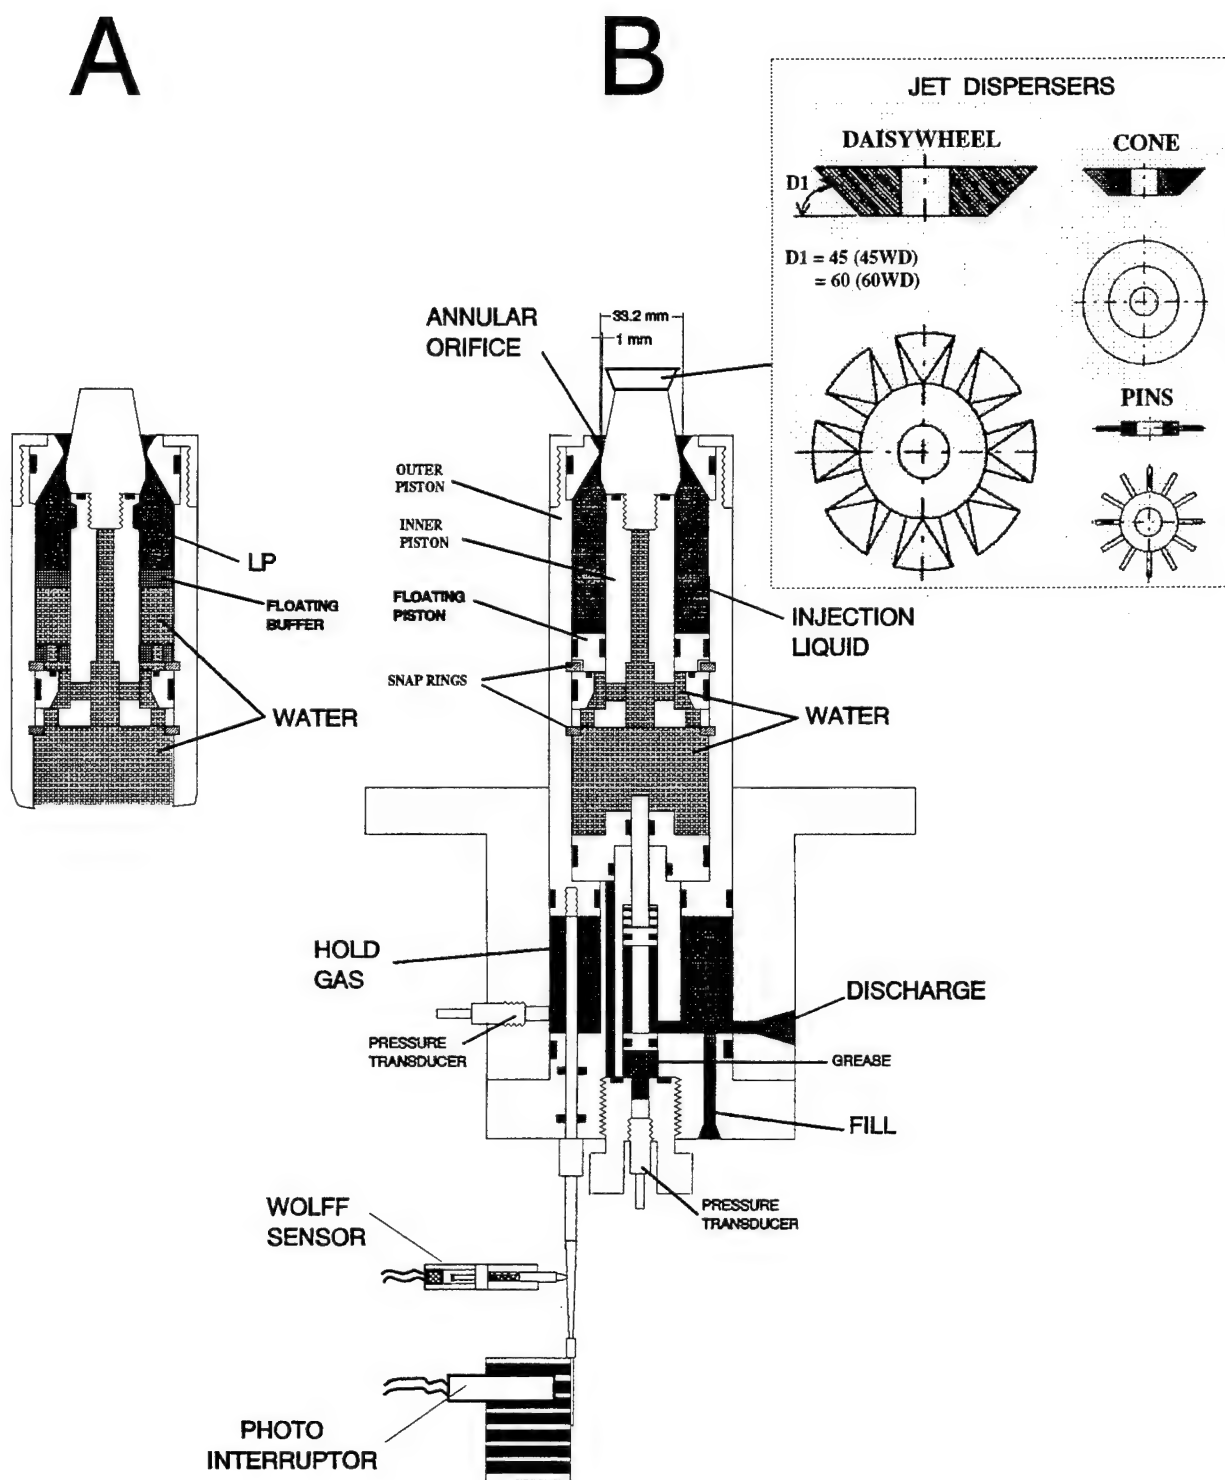 A
B
JET DISPERSERS
DAISYWHEEL
CONE
D1
D1 = 45 (45WD)
= 60 (60WD)
PINS
33.2 mm
1 mm
ANNULAR
ORIFICE
OUTER
PISTON
INNER
PISTON
LP
FLOATING
BUFFER
FLOATING
PISTON
INJECTION
LIQUID
SNAP RINGS
WATER
WATER
HOLD
GAS
DISCHARGE
PRESSURE
TRANSDUCER
GREASE
FILL
WOLFF
SENSOR
PRESSURE
TRANSDUCER
PHOTO
INTERRUPTOR